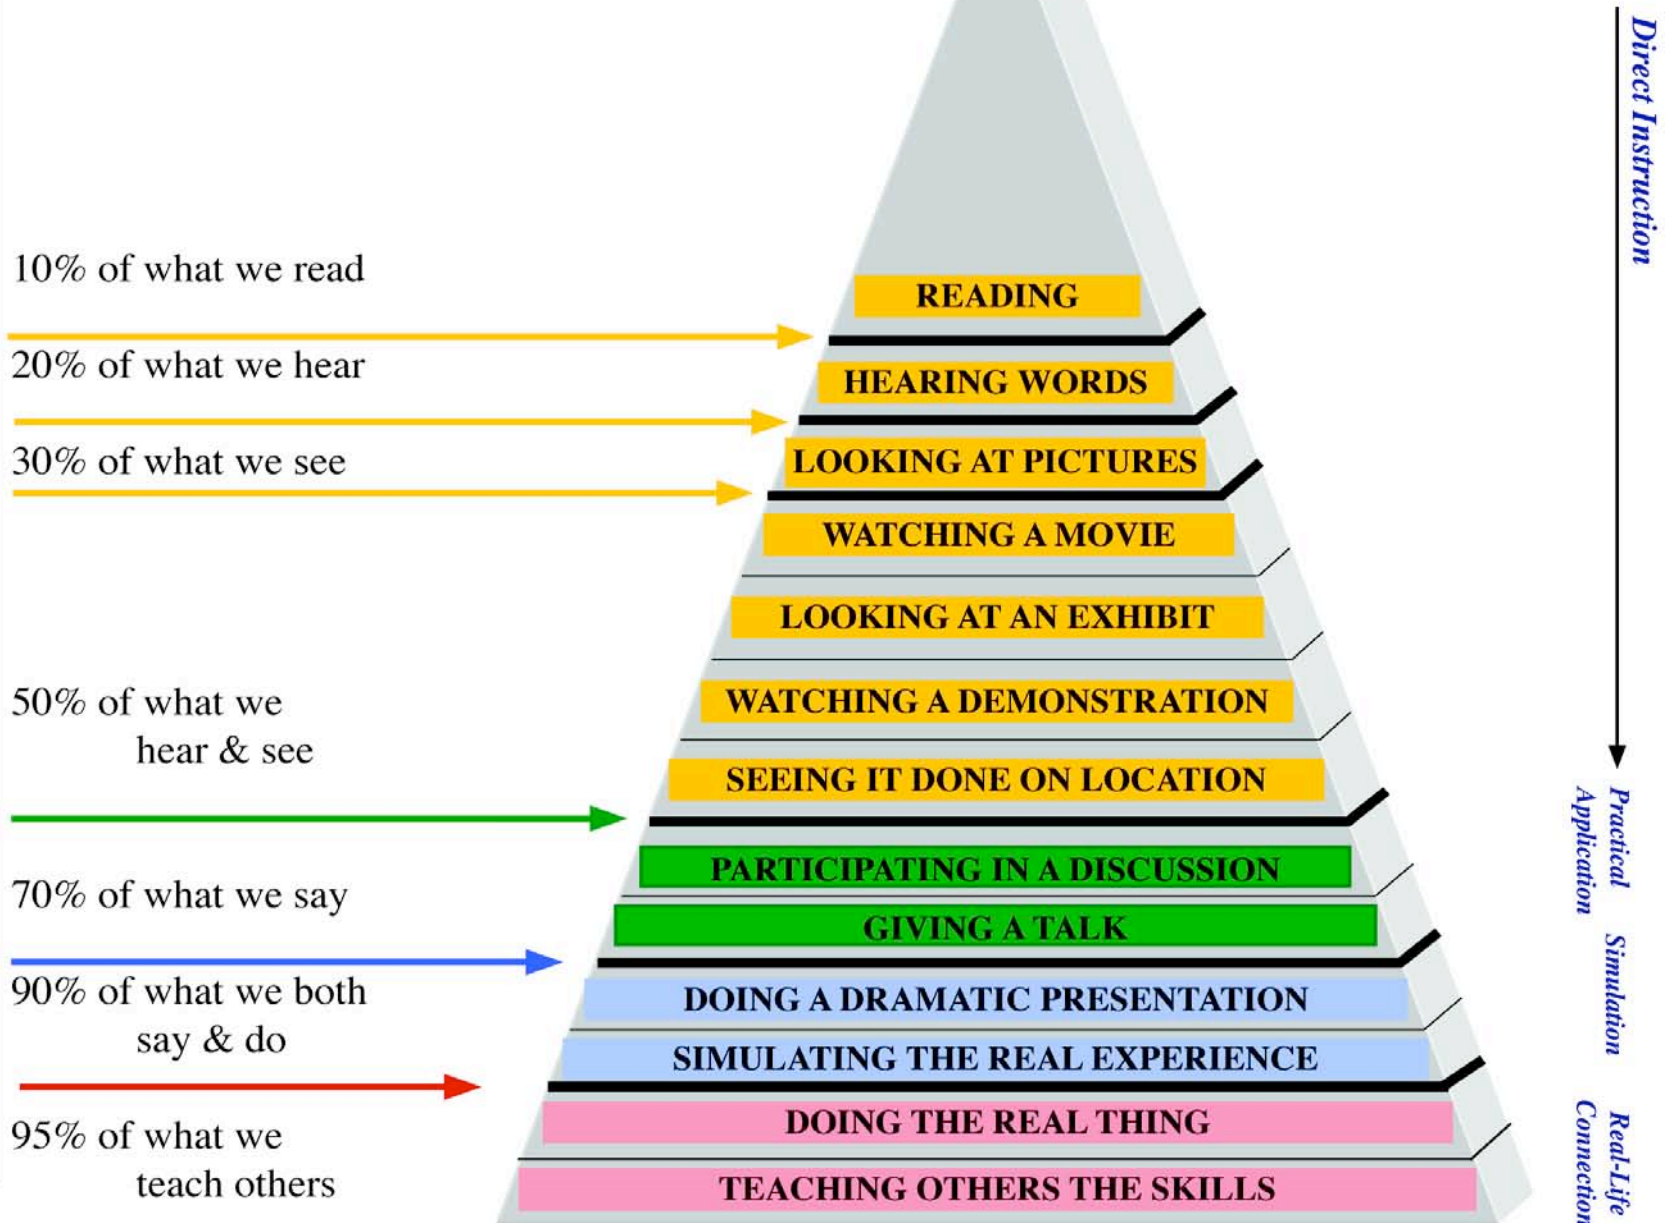 10% of what we read
20% of what we hear
30% of what we see
50% of what we
hear & see
70% of what we say
90% of what we both
say & do
95% of what we
teach others
READING
HEARING WORDS
LOOKING AT PICTURES
WATCHING A MOVIE
LOOKING AT AN EXHIBIT
WATCHING A DEMONSTRATION
SEEING IT DONE ON LOCATION
PARTICIPATING IN A DISCUSSION
GIVING A TALK
DOING A DRAMATIC PRESENTATION
SIMULATING THE REAL EXPERIENCE
DOING THE REAL THING
TEACHING OTHERS THE SKILLS
Direct Instruction
Practical
Application
Simulation
Real-Life
Connection